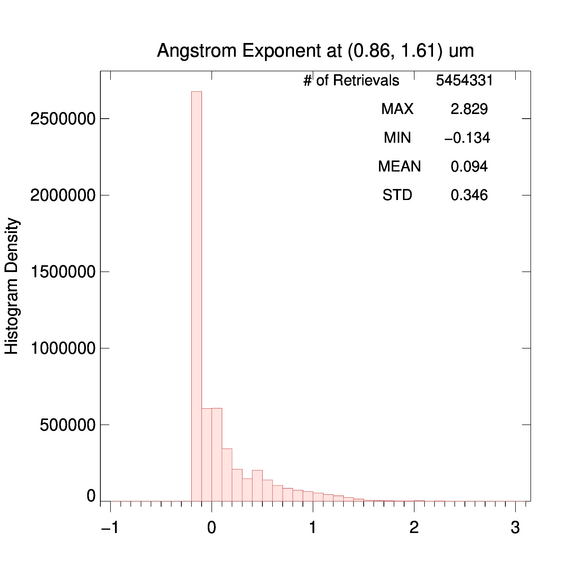 Angstrom Exponent at (0.86, 1.61) um
# of Retrievals 5454331
MAX 2.829
MIN −0.134
MEAN 0.094
STD 0.346
Histogram Density
2500000
2000000
1500000
1000000
500000
0
−1 0 1 2 3